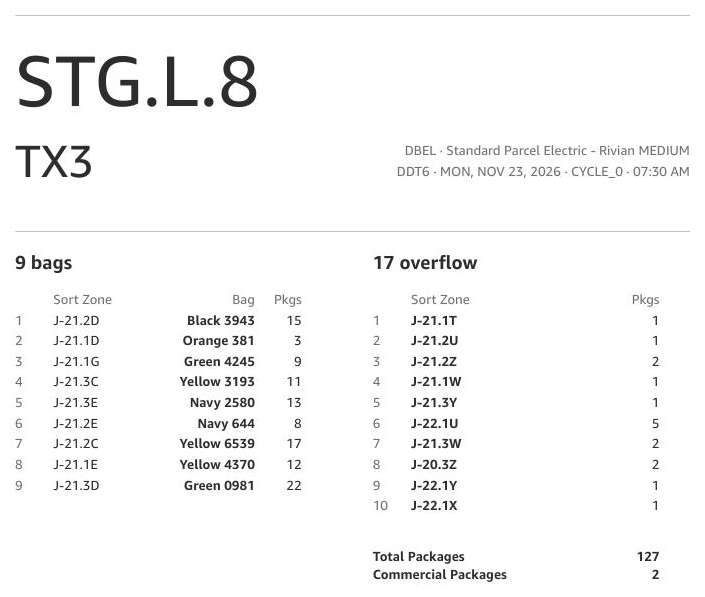 STG.L.8
TX3
DBEL · Standard Parcel Electric - Rivian MEDIUM
DDT6 · MON, NOV 23, 2026 · CYCLE_0 · 07:30 AM
9 bags
Sort Zone Bag Pkgs
1 J-21.2D Black 3943 15
2 J-21.1D Orange 381 3
3 J-21.1G Green 4245 9
4 J-21.3C Yellow 3193 11
5 J-21.3E Navy 2580 13
6 J-21.2E Navy 644 8
7 J-21.2C Yellow 6539 17
8 J-21.1E Yellow 4370 12
9 J-21.3D Green 0981 22
17 overflow
Sort Zone Pkgs
1 J-21.1T 1
2 J-21.2U 1
3 J-21.2Z 2
4 J-21.1W 1
5 J-21.3Y 1
6 J-22.1U 5
7 J-21.3W 2
8 J-20.3Z 2
9 J-22.1Y 1
10 J-22.1X 1
Total Packages 127
Commercial Packages 2